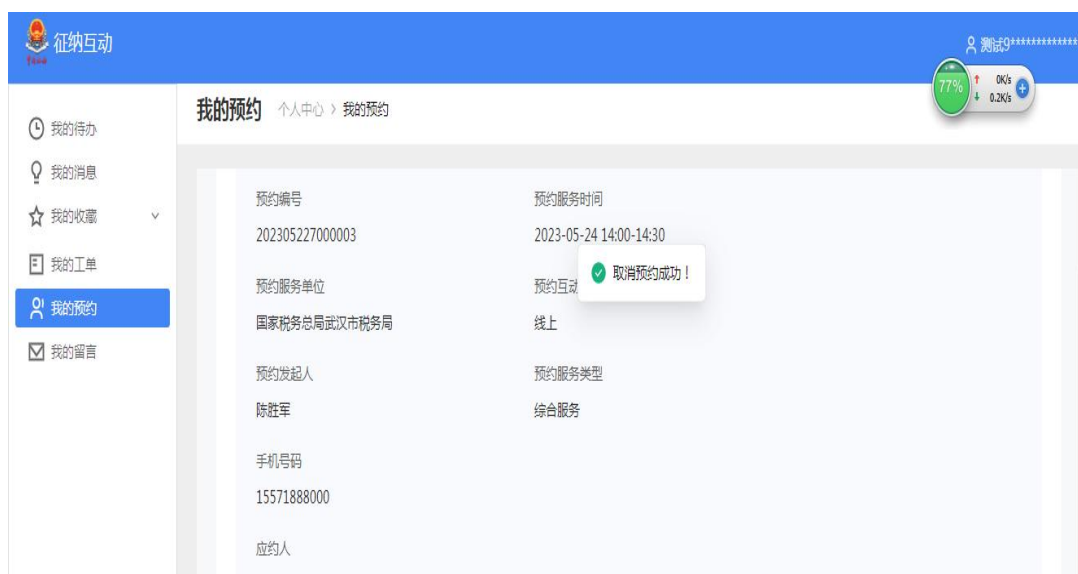 征纳互动
测试9*************
77%
0K/s
0.2K/s
我的预约 个人中心 > 我的预约
我的待办
我的消息
我的收藏
我的工单
我的预约
我的留言
预约编号 预约服务时间
202305227000003 2023-05-24 14:00-14:30
取消预约成功！
预约服务单位 预约互动
国家税务总局武汉市税务局 线上
预约发起人 预约服务类型
陈胜军 综合服务
手机号码
15571888000
应约人